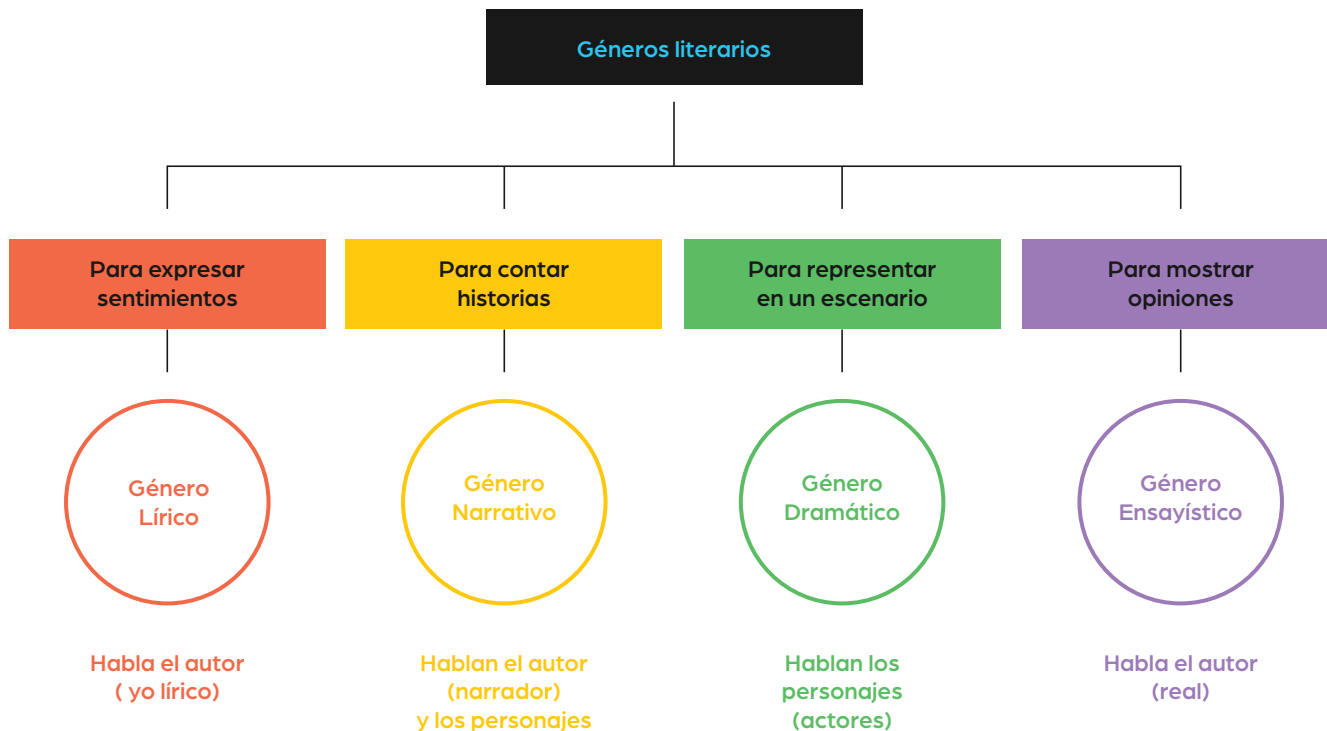 Géneros literarios
Para expresar
sentimientos
Para contar
historias
Para representar
en un escenario
Para mostrar
opiniones
Género
Lírico
Género
Narrativo
Género
Dramático
Género
Ensayístico
Habla el autor
( yo lírico)
Hablan el autor
(narrador)
y los personajes
Hablan los
personajes
(actores)
Habla el autor
(real)